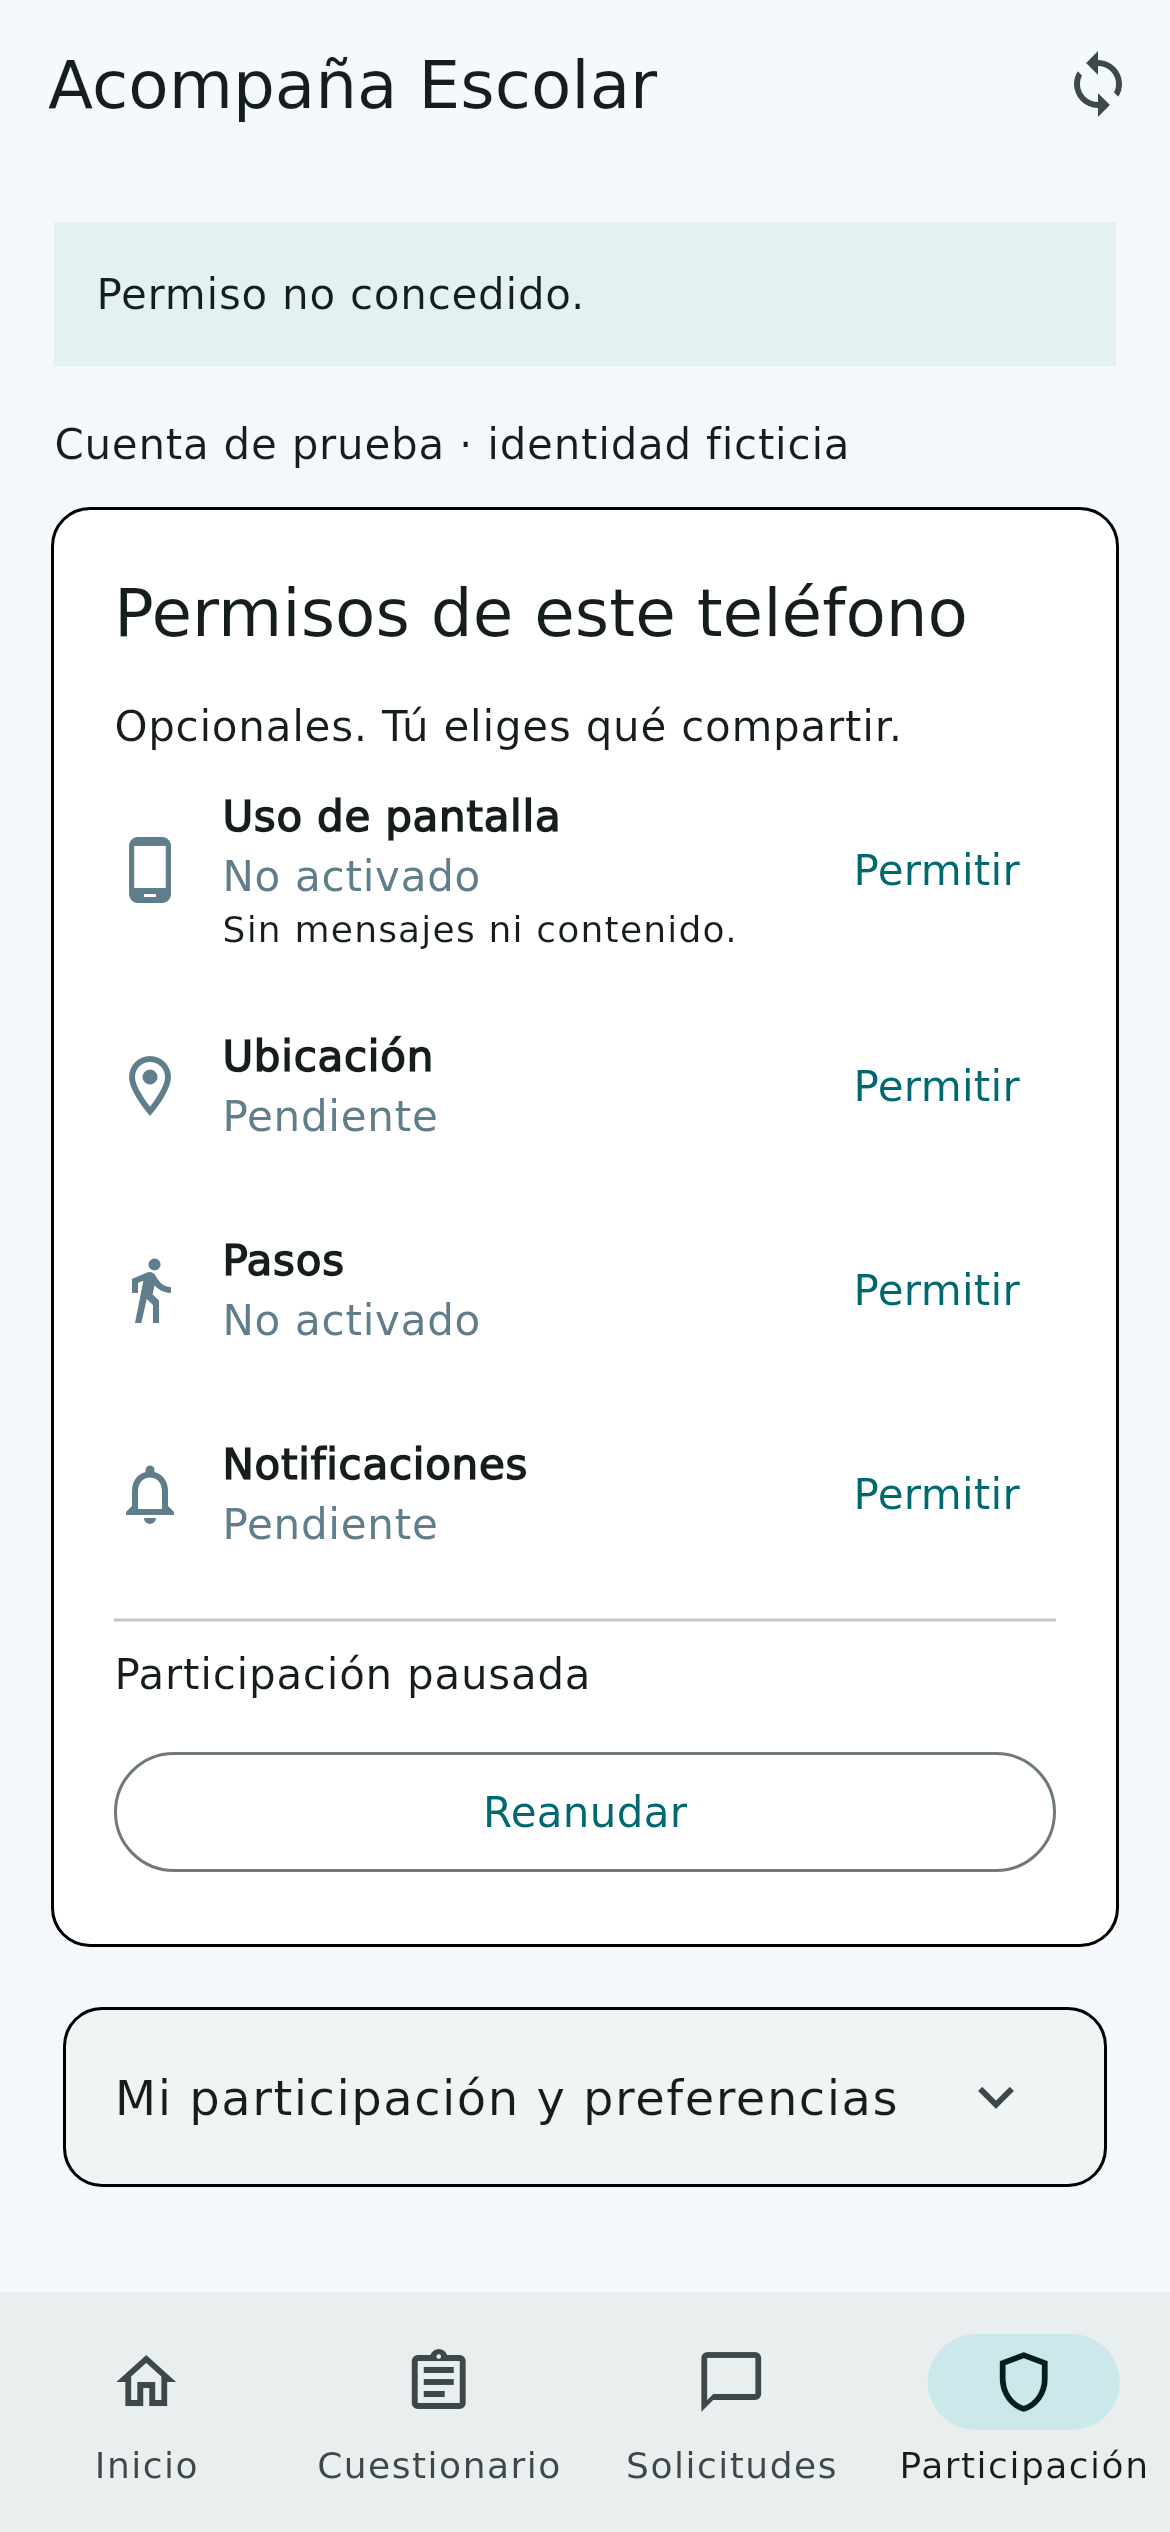 Acompaña Escolar
Permiso no concedido.
Cuenta de prueba · identidad ficticia
Permisos de este teléfono
Opcionales. Tú eliges qué compartir.
Uso de pantalla
No activado
Sin mensajes ni contenido.
Permitir
Ubicación
Pendiente
Permitir
Pasos
No activado
Permitir
Notificaciones
Pendiente
Permitir
Participación pausada
Reanudar
Mi participación y preferencias
Inicio
Cuestionario
Solicitudes
Participación